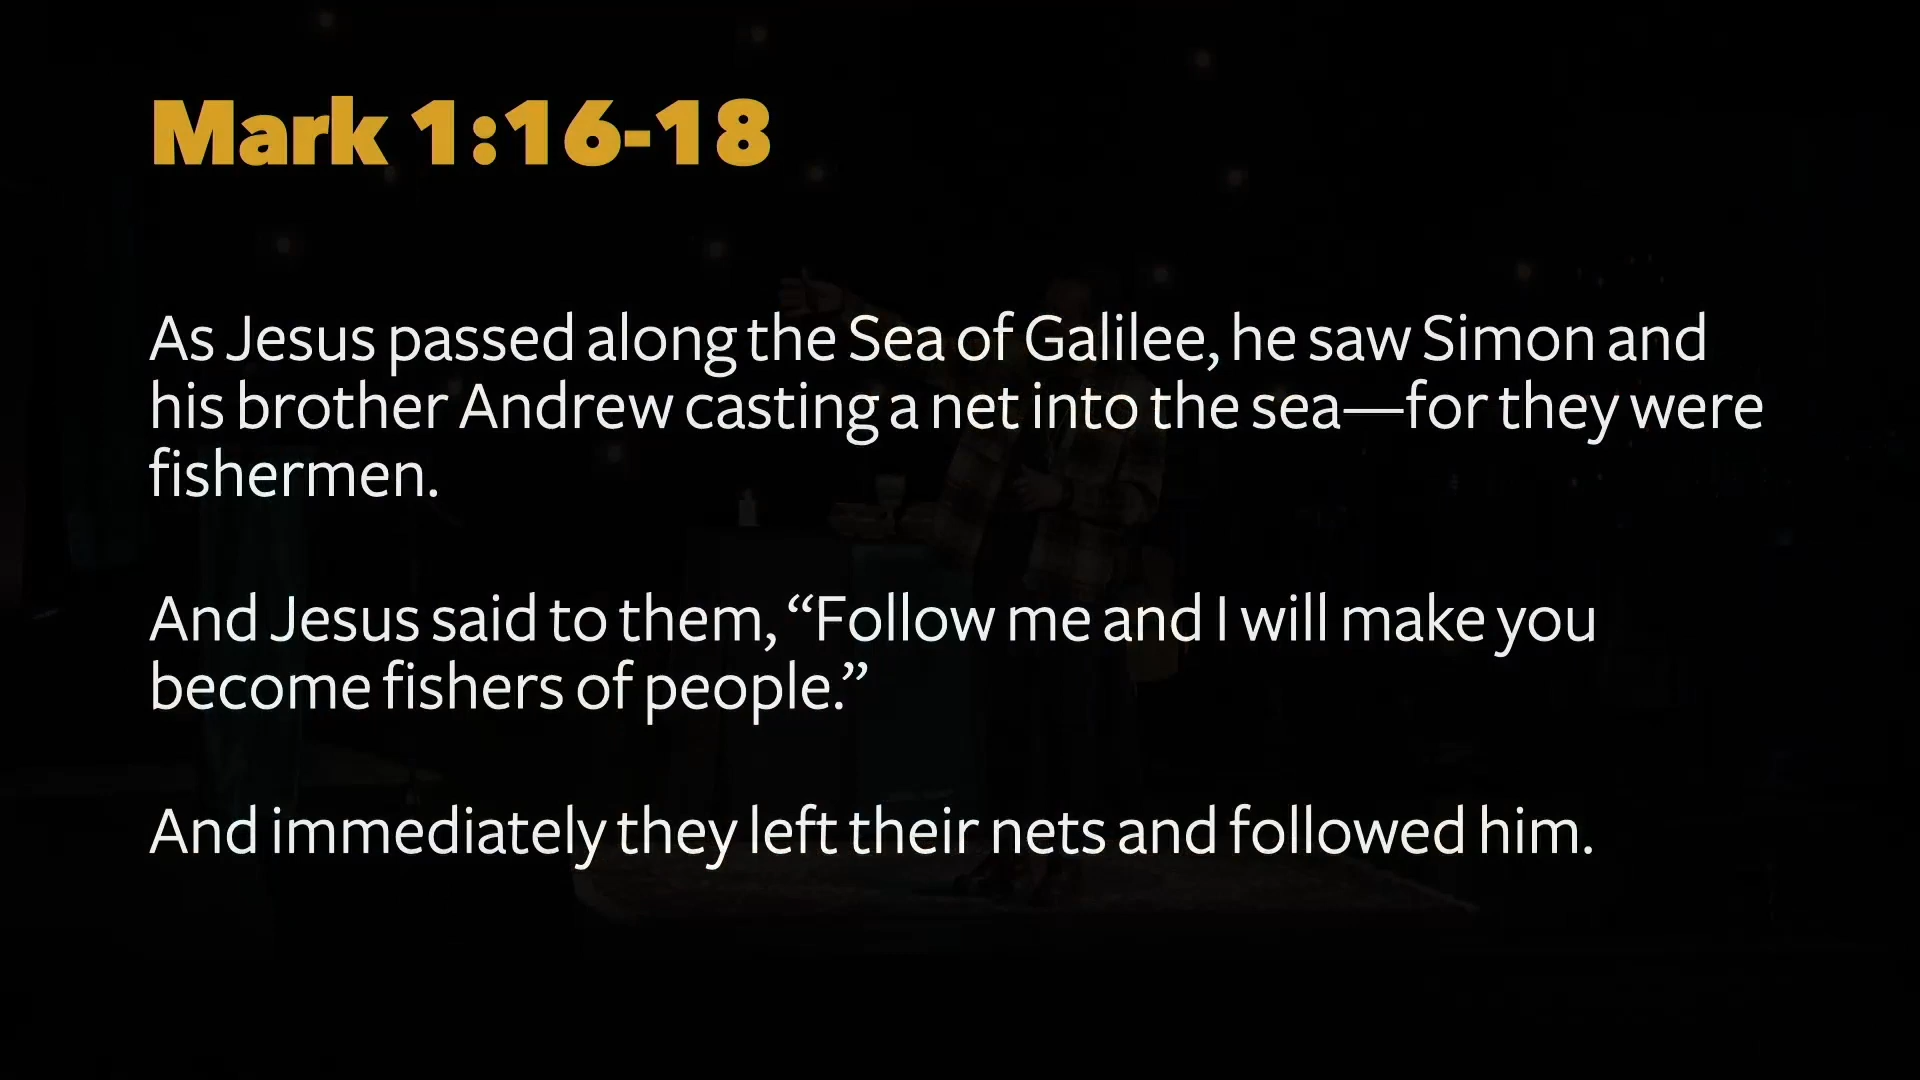 Mark 1:16-18
As Jesus passed along the Sea of Galilee, he saw Simon and
his brother Andrew casting a net into the sea—for they were
fishermen.
And Jesus said to them, “Follow me and I will make you
become fishers of people.”
And immediately they left their nets and followed him.